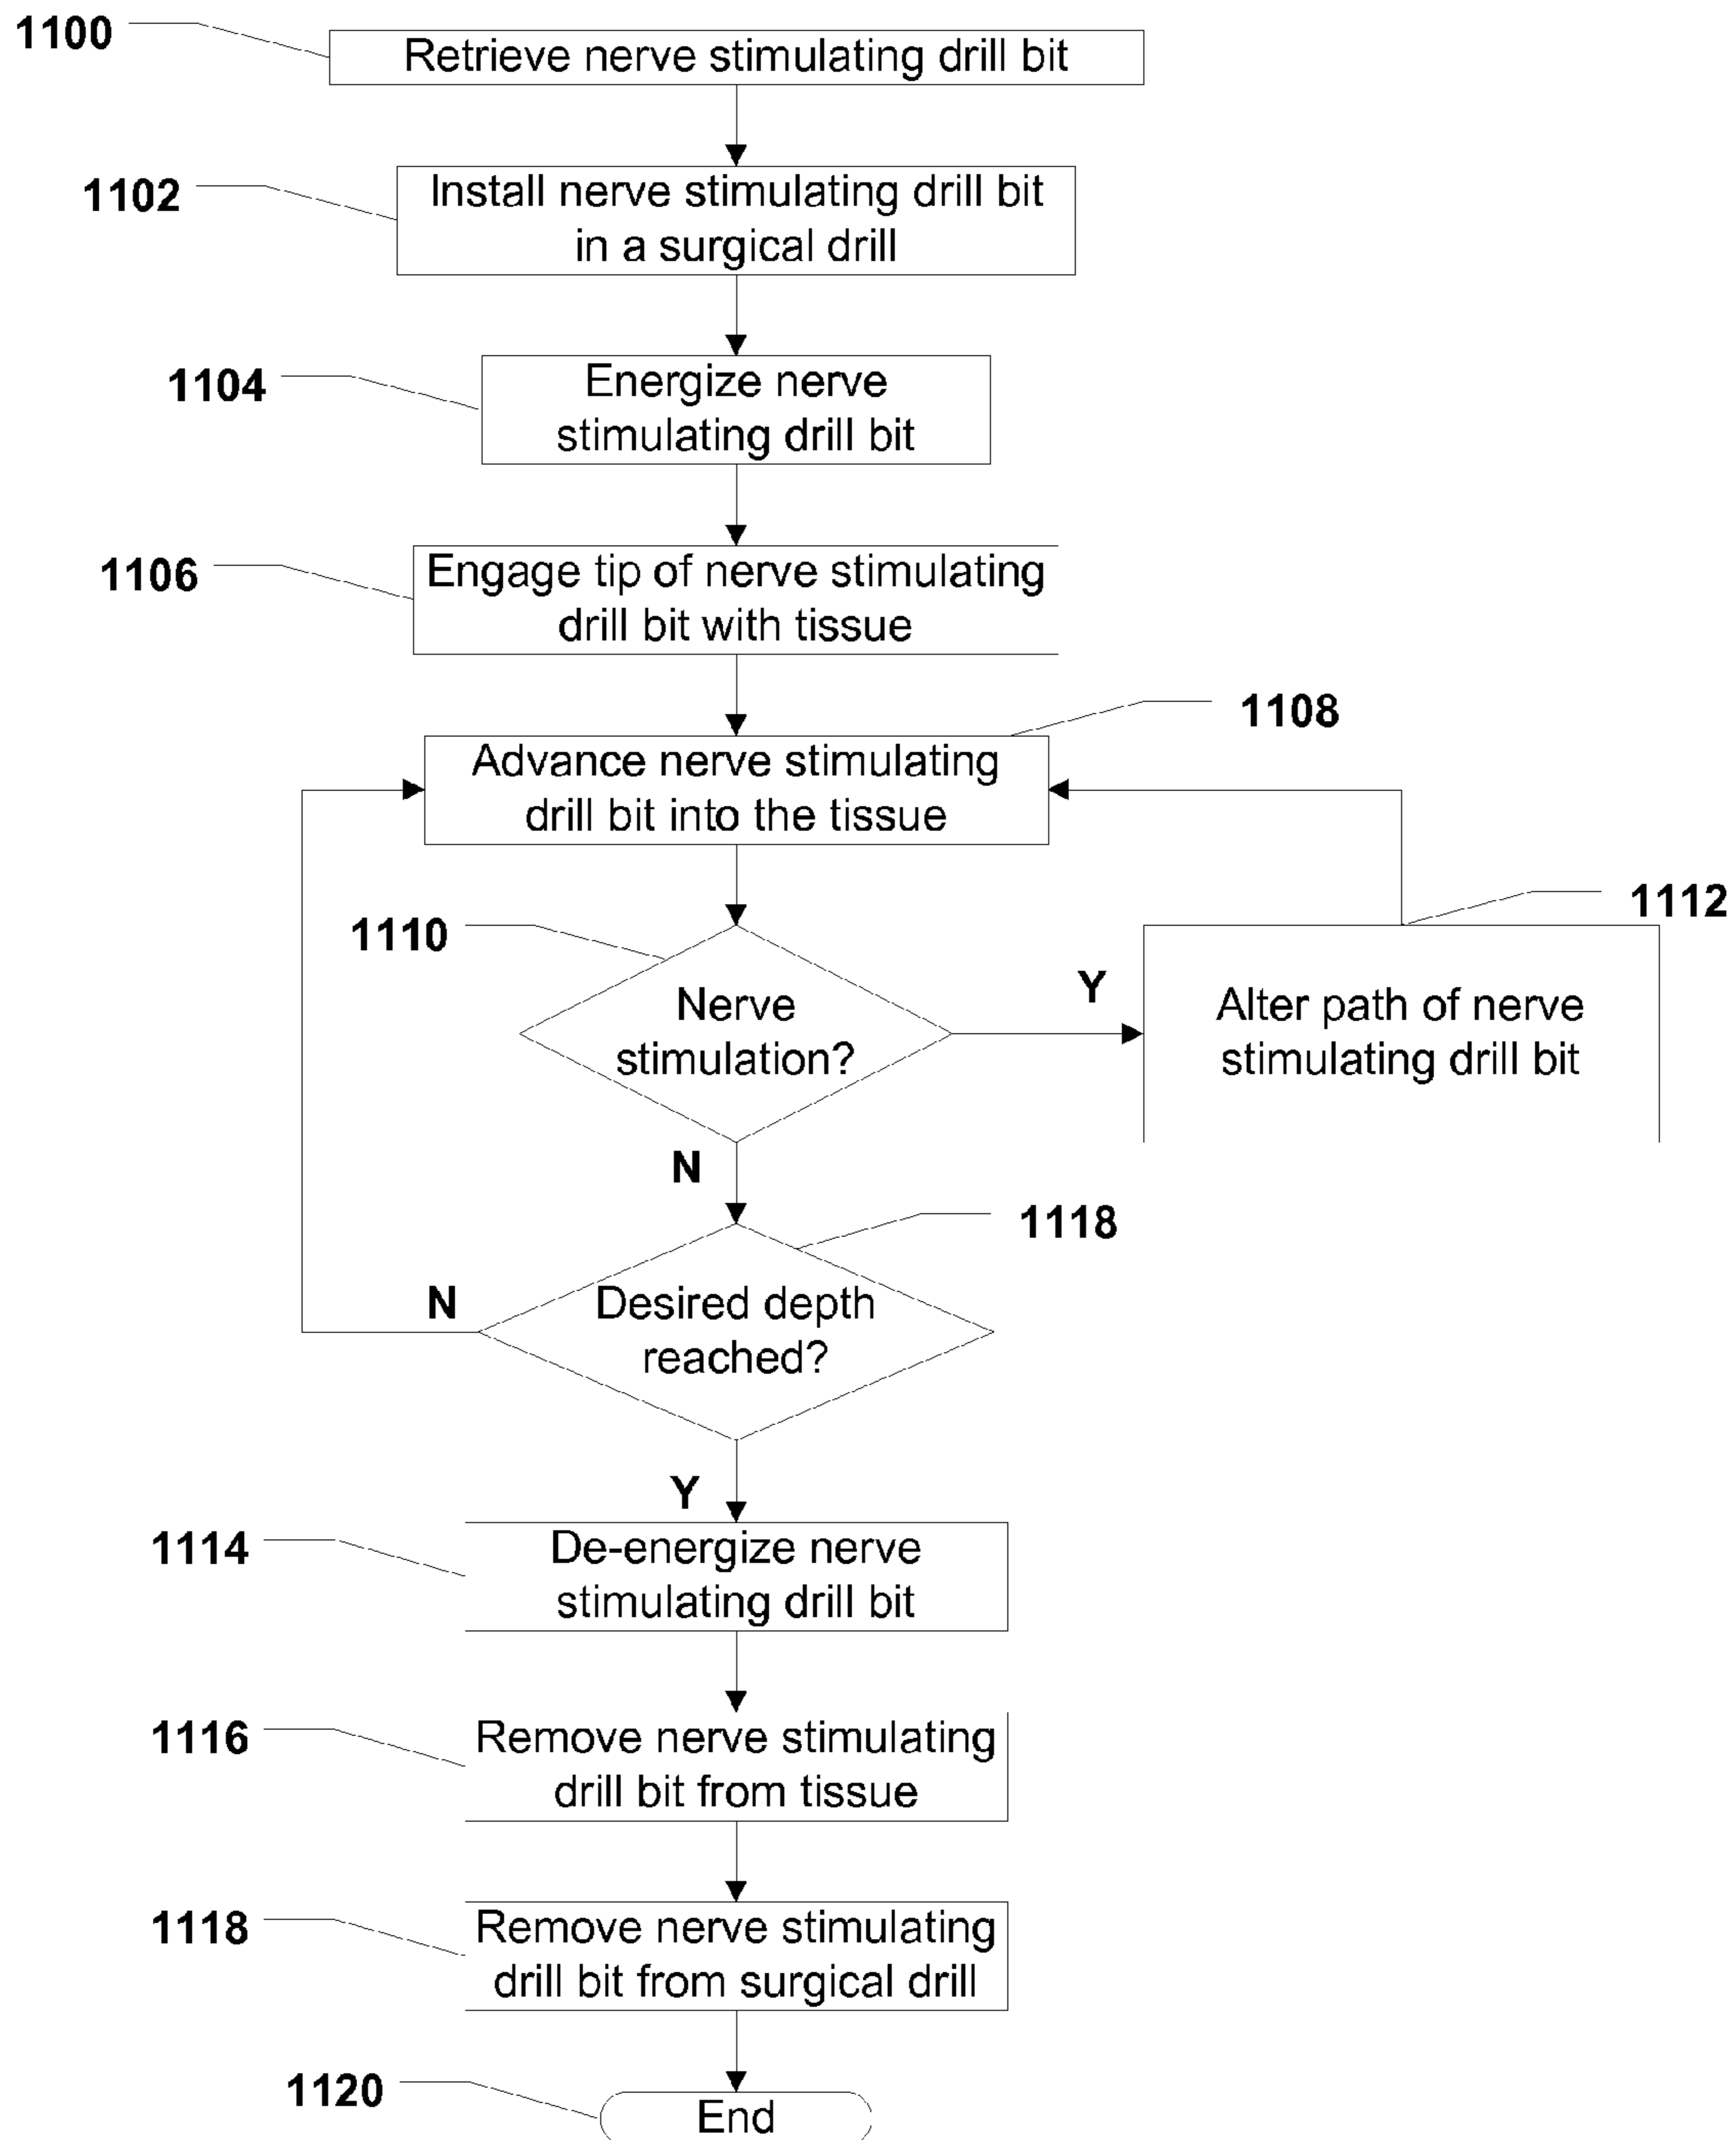 1100
Retrieve nerve stimulating drill bit
1102
Install nerve stimulating drill bit
in a surgical drill
1104
Energize nerve
stimulating drill bit
1106
Engage tip of nerve stimulating
drill bit with tissue
1108
Advance nerve stimulating
drill bit into the tissue
1110
Nerve
stimulation?
Y
1112
Alter path of nerve
stimulating drill bit
N
1118
Desired depth
reached?
N
Y
1114
De-energize nerve
stimulating drill bit
1116
Remove nerve stimulating
drill bit from tissue
1118
Remove nerve stimulating
drill bit from surgical drill
1120
End